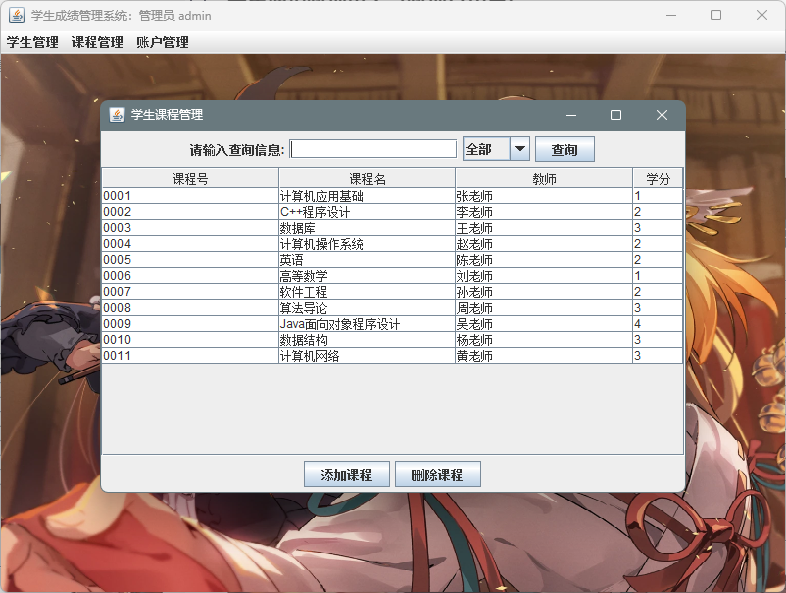 学生成绩管理系统：管理员 admin
学生管理 课程管理 账户管理
学生课程管理
请输入查询信息: 全部 查询
课程号 课程名 教师 学分
0001 计算机应用基础 张老师 1
0002 C++程序设计 李老师 2
0003 数据库 王老师 3
0004 计算机操作系统 赵老师 2
0005 英语 陈老师 2
0006 高等数学 刘老师 1
0007 软件工程 孙老师 2
0008 算法导论 周老师 3
0009 Java面向对象程序设计 吴老师 4
0010 数据结构 杨老师 3
0011 计算机网络 黄老师 3
添加课程 删除课程